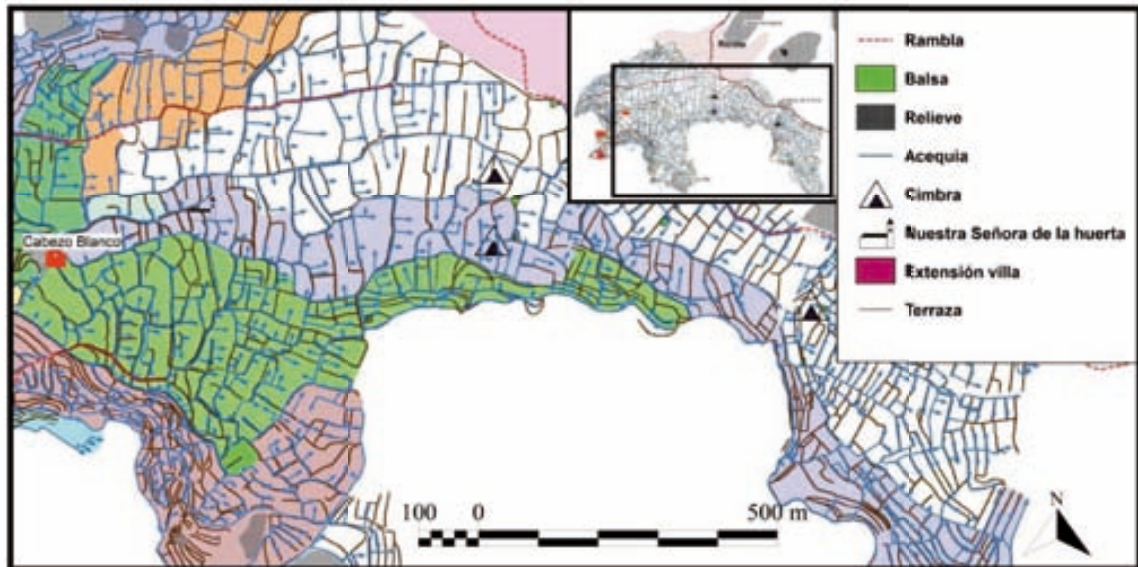 Rambla
Balsa
Relieve
Acequia
Cimbra
Nuestra Señora de la huerta
Extensión villa
Terraza
Cabezo Blanco
100 0 500 m
N